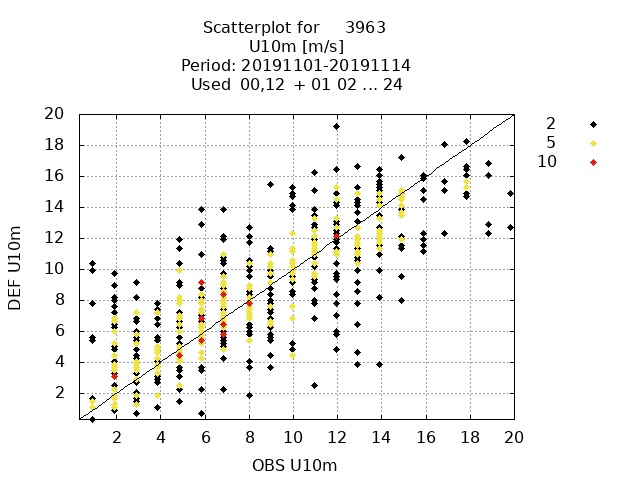 Scatterplot for 3963
U10m [m/s]
Period: 20191101-20191114
Used 00,12 + 01 02 ... 24
20
18
16
14
12
10
8
6
4
2
DEF U10m
2 4 6 8 10 12 14 16 18 20
OBS U10m
2
5
10